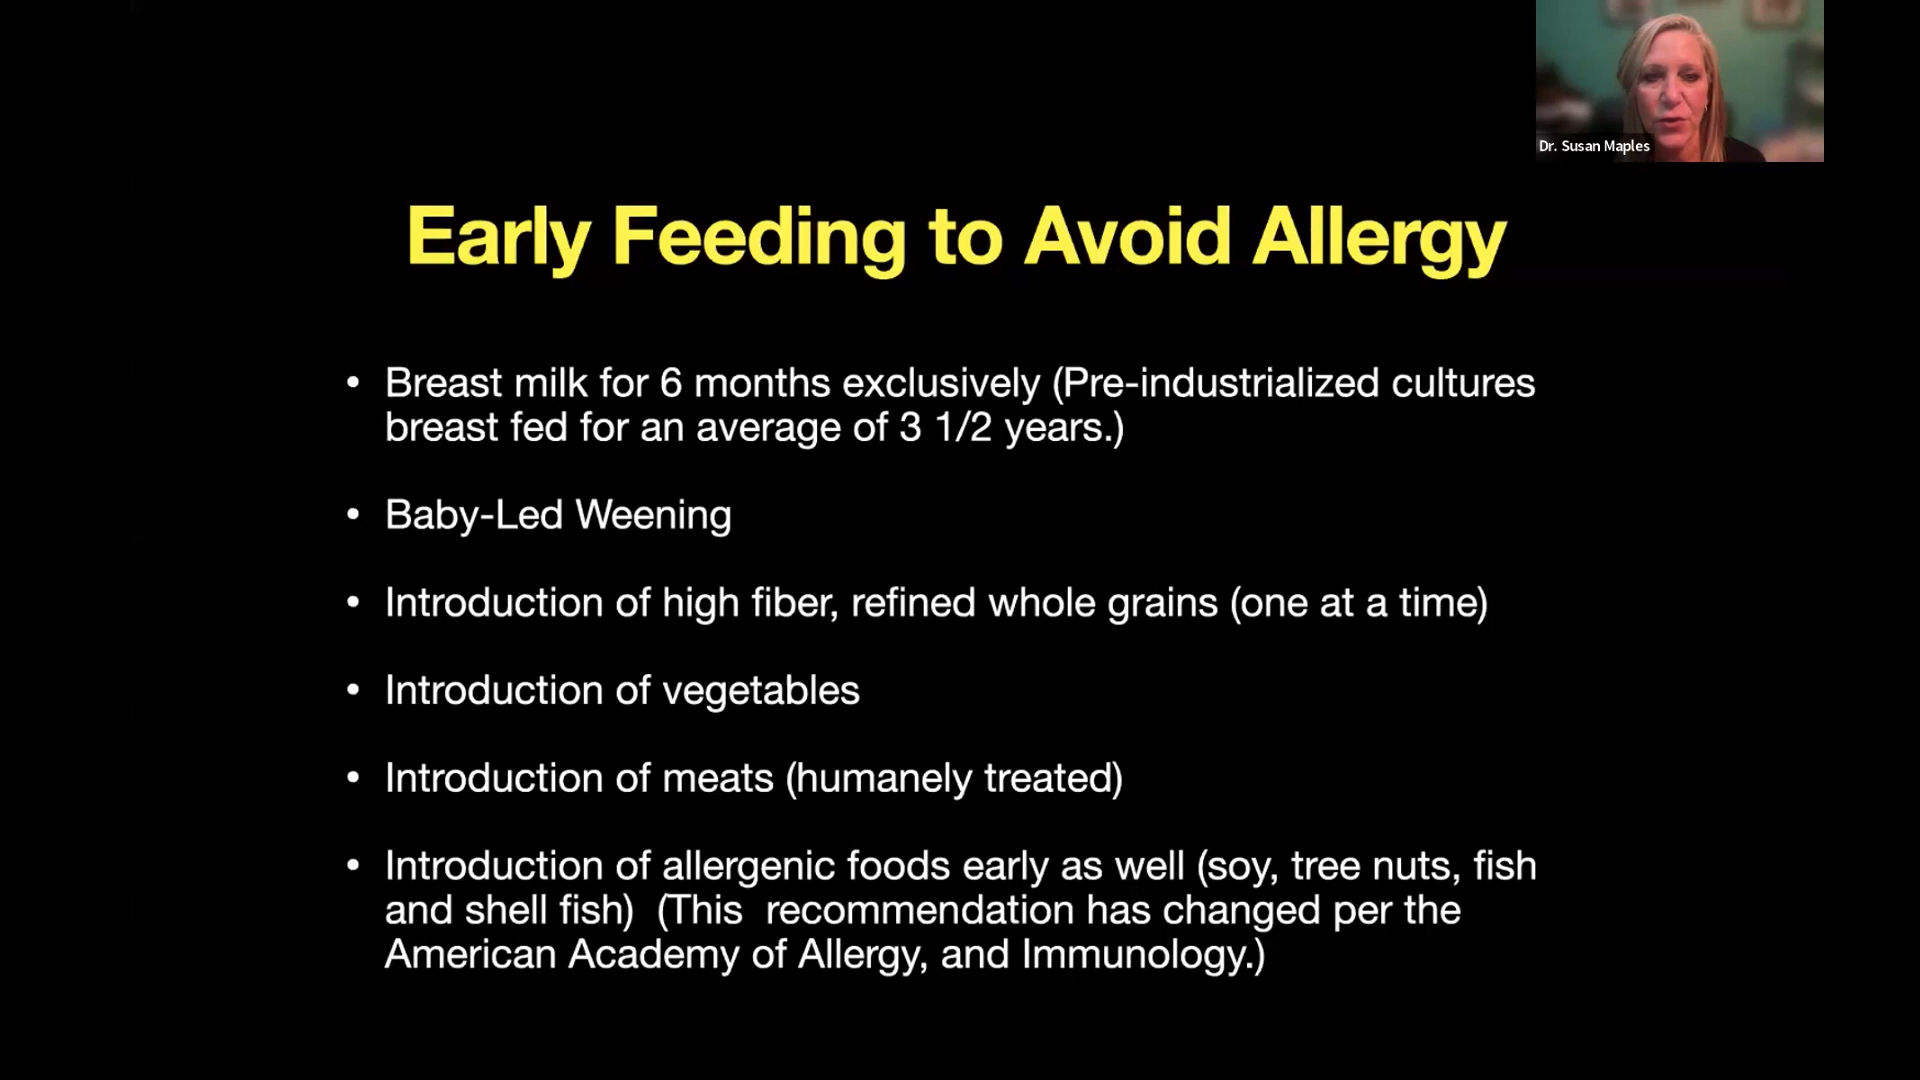 Dr. Susan Maples
Early Feeding to Avoid Allergy
• Breast milk for 6 months exclusively (Pre-industrialized cultures
breast fed for an average of 3 1/2 years.)
• Baby-Led Weening
• Introduction of high fiber, refined whole grains (one at a time)
• Introduction of vegetables
• Introduction of meats (humanely treated)
• Introduction of allergenic foods early as well (soy, tree nuts, fish
and shell fish)  (This  recommendation has changed per the
American Academy of Allergy, and Immunology.)